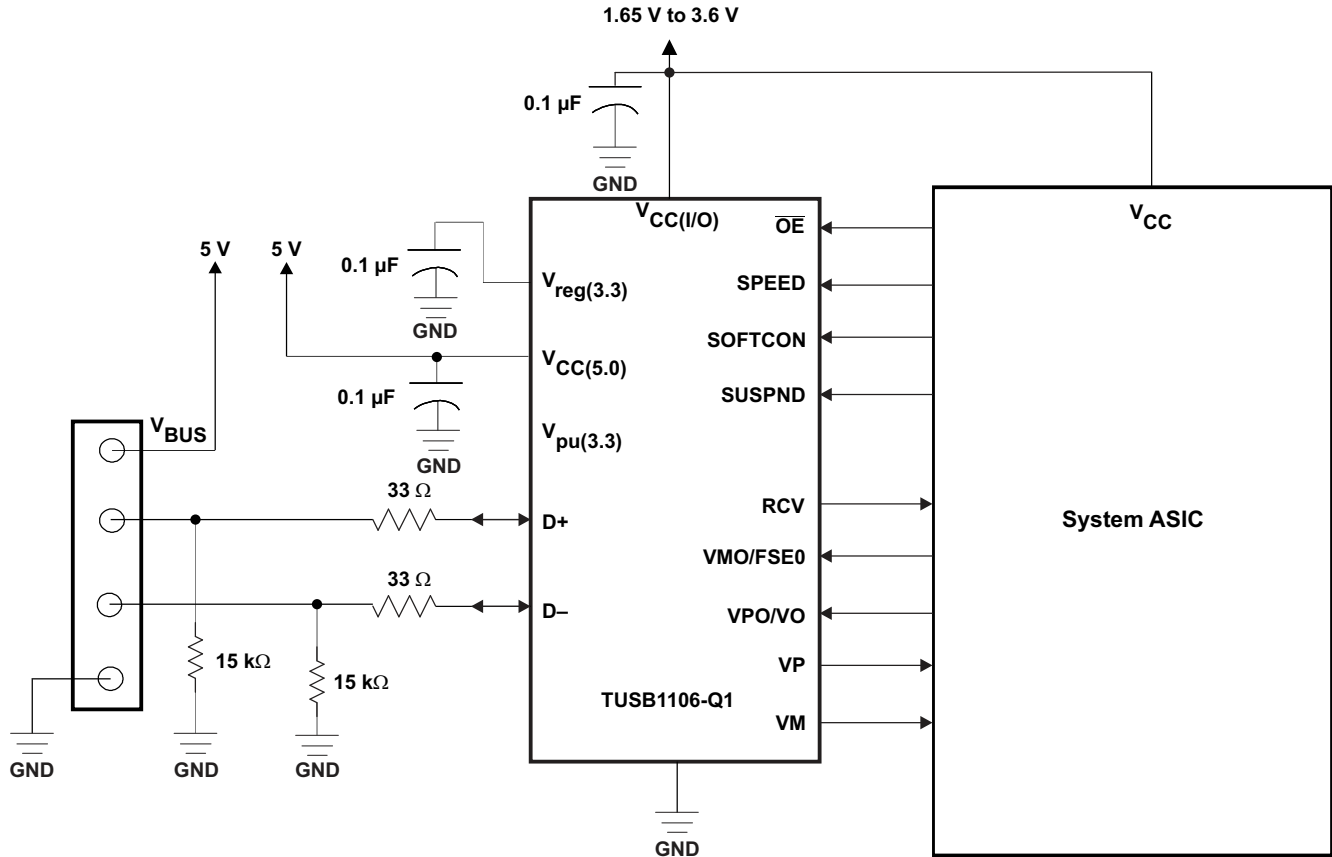 1.65 V to 3.6 V
0.1 µF
GND
V_CC(I/O)
OE
V_CC
5 V
5 V
0.1 µF
V_reg(3.3)
SPEED
GND
SOFTCON
V_CC(5.0)
0.1 µF
SUSPND
V_BUS
V_pu(3.3)
GND
33 Ω
D+
RCV
System ASIC
VMO/FSE0
33 Ω
D–
VPO/VO
15 kΩ
15 kΩ
VP
TUSB1106-Q1
VM
GND
GND
GND
GND